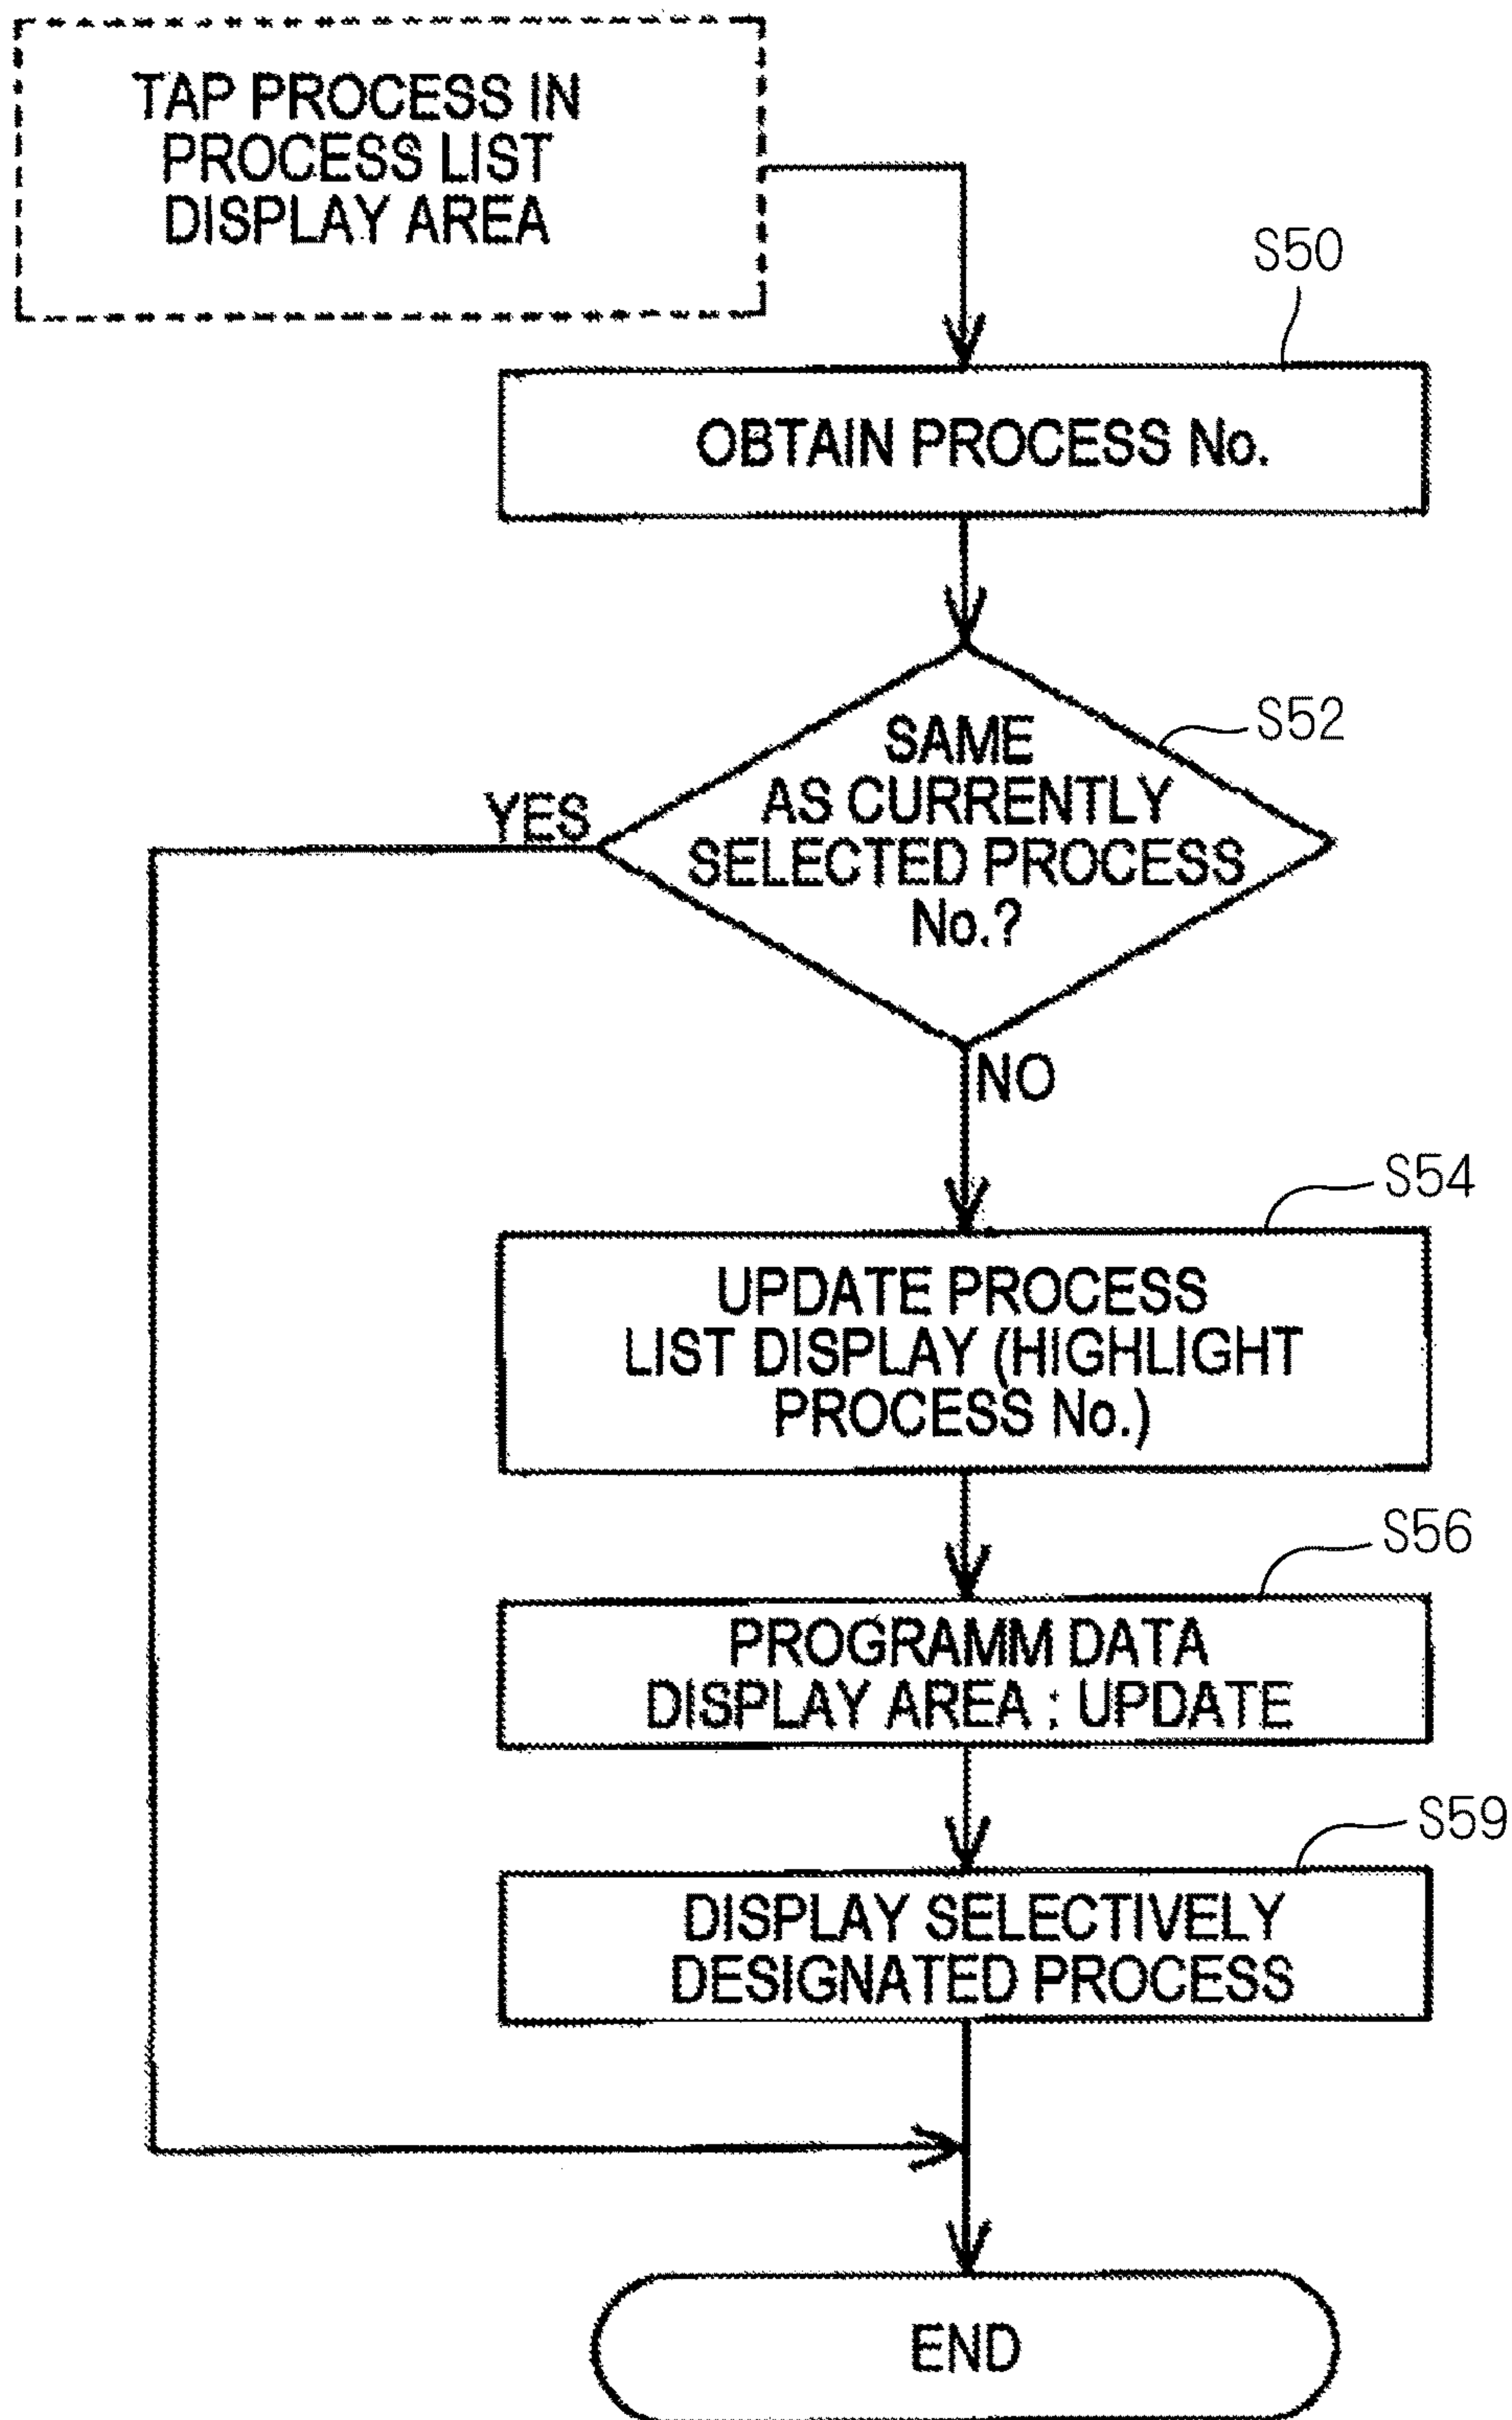 TAP PROCESS IN
PROCESS LIST
DISPLAY AREA
S50
OBTAIN PROCESS No.
S52
SAME
AS CURRENTLY
SELECTED PROCESS
No.?
YES
NO
S54
UPDATE PROCESS
LIST DISPLAY (HIGHLIGHT
PROCESS No.)
S56
PROGRAMM DATA
DISPLAY AREA : UPDATE
S59
DISPLAY SELECTIVELY
DESIGNATED PROCESS
END